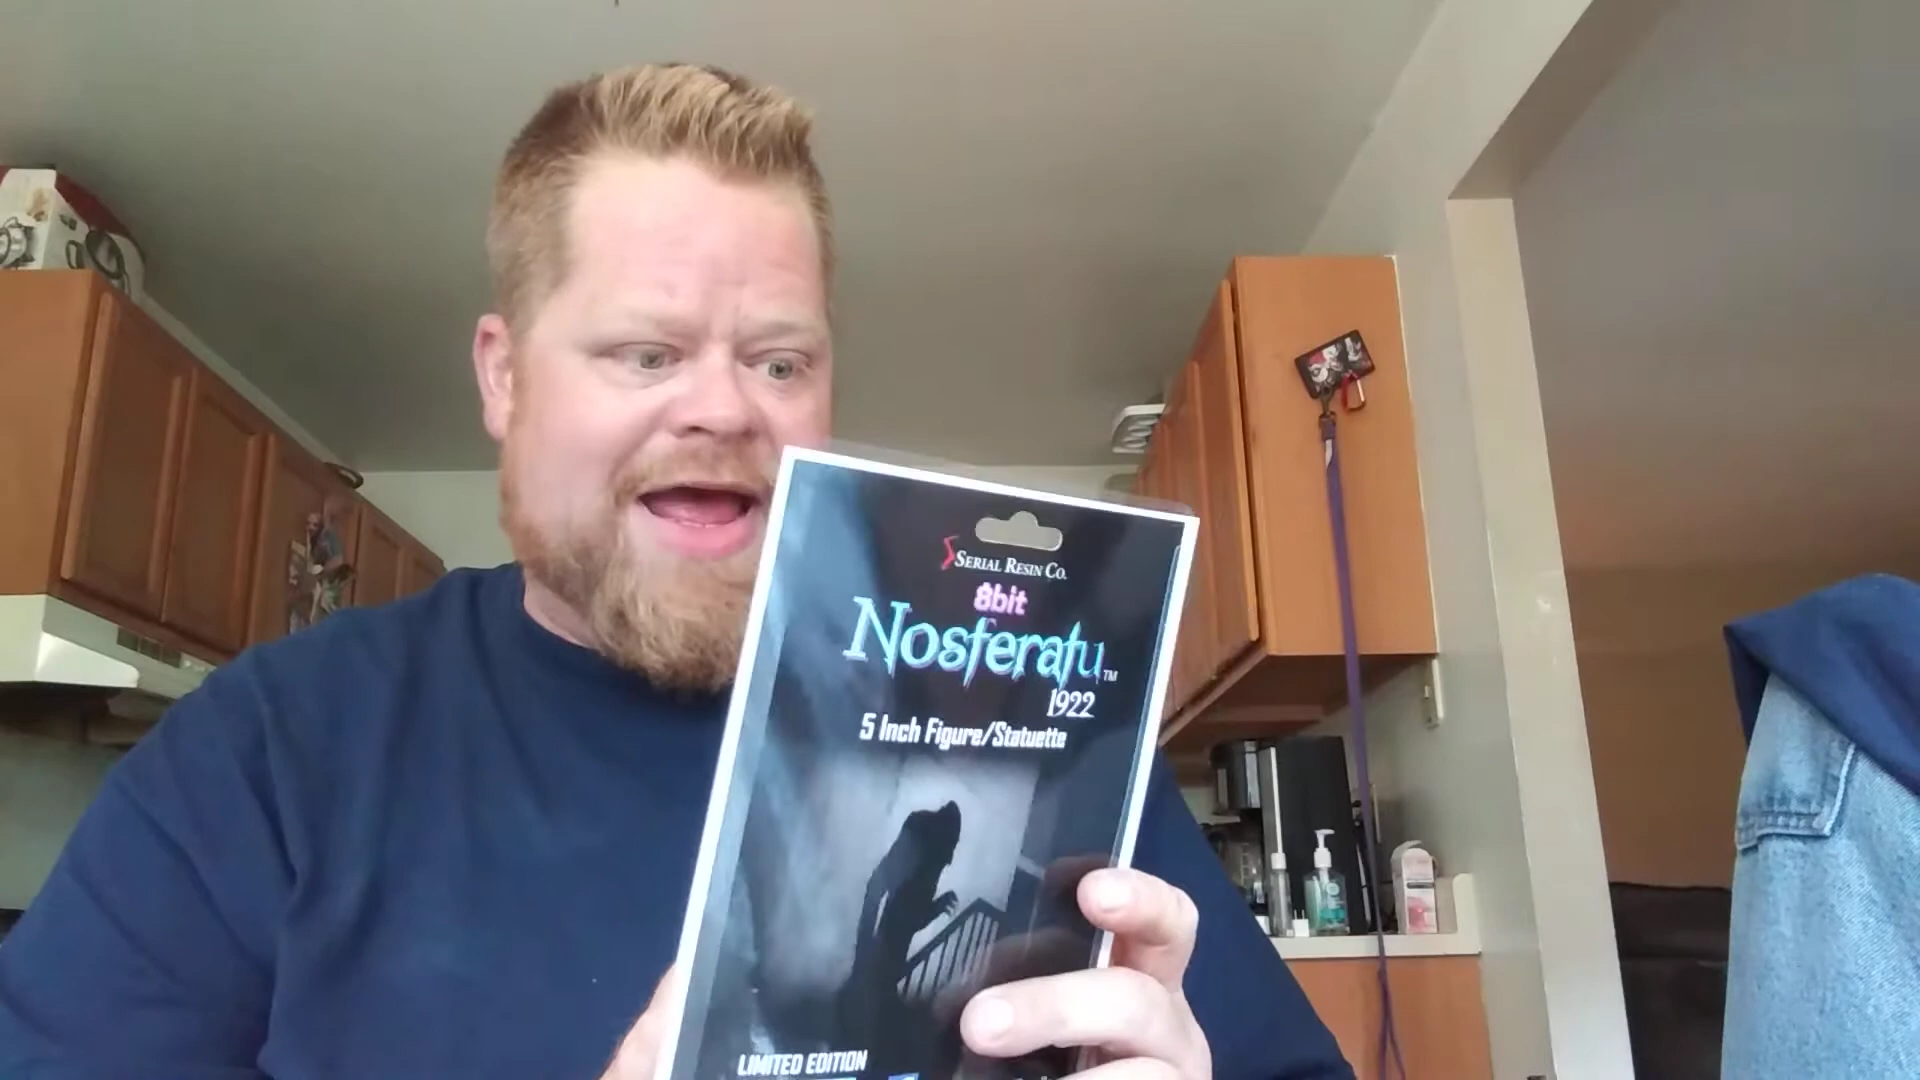 SERIAL RESIN CO.
8bit
Nosferatu™
1922
5 Inch Figure/Statuette
LIMITED EDITION